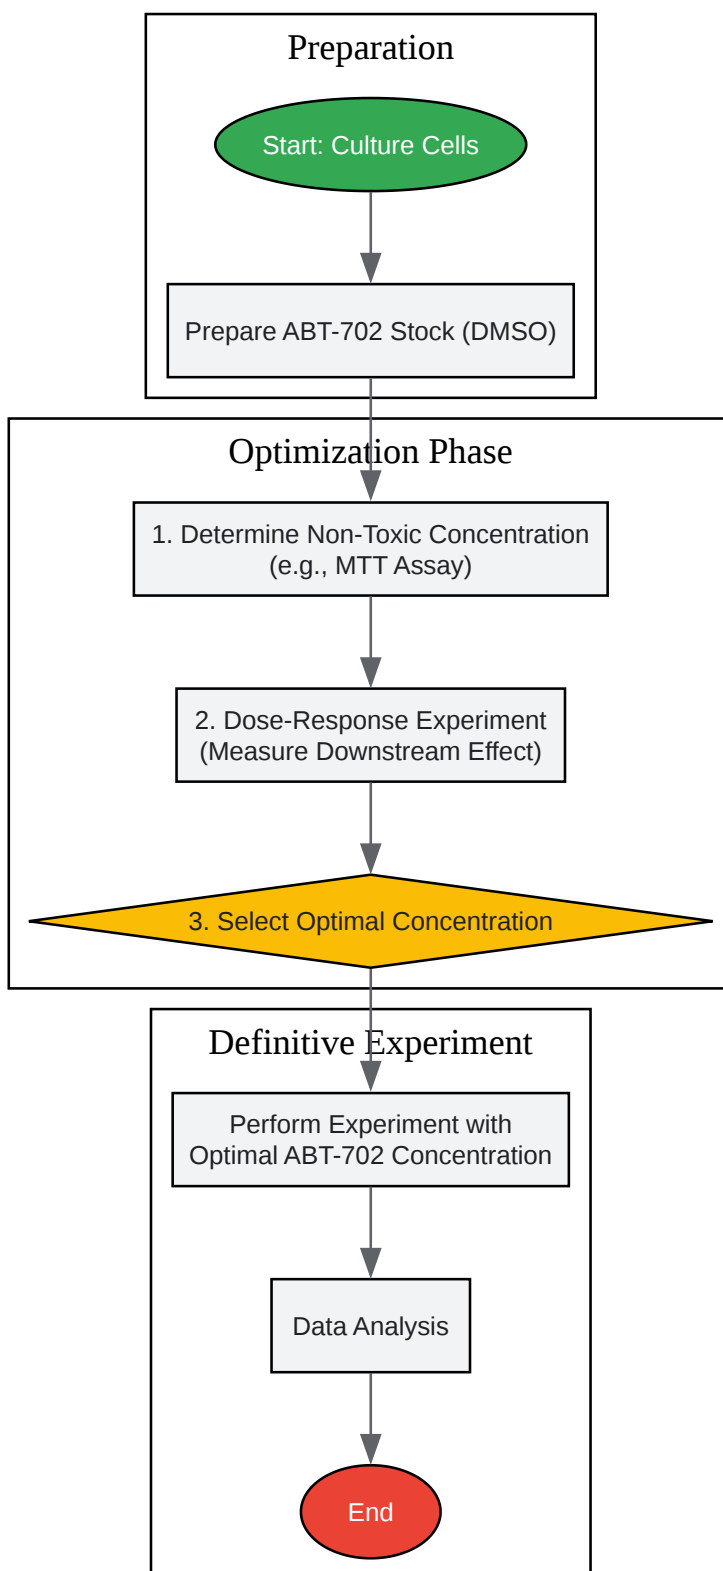 Preparation
Start: Culture Cells
Prepare ABT-702 Stock (DMSO)
Optimization Phase
1. Determine Non-Toxic Concentration
(e.g., MTT Assay)
2. Dose-Response Experiment
(Measure Downstream Effect)
3. Select Optimal Concentration
Definitive Experiment
Perform Experiment with
Optimal ABT-702 Concentration
Data Analysis
End